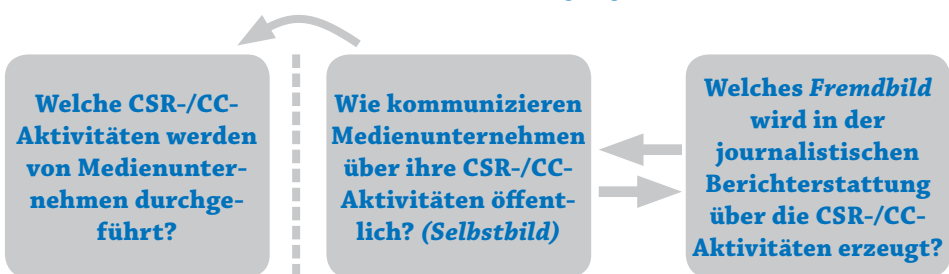 Welche CSR-/CC-
Aktivitäten werden
von Medienunter-
nehmen durchge-
führt?
Wie kommunizieren
Medienunternehmen
über ihre CSR-/CC-
Aktivitäten öffent-
lich? (Selbstbild)
Welches Fremdbild
wird in der
journalistischen
Berichterstattung
über die CSR-/CC-
Aktivitäten erzeugt?